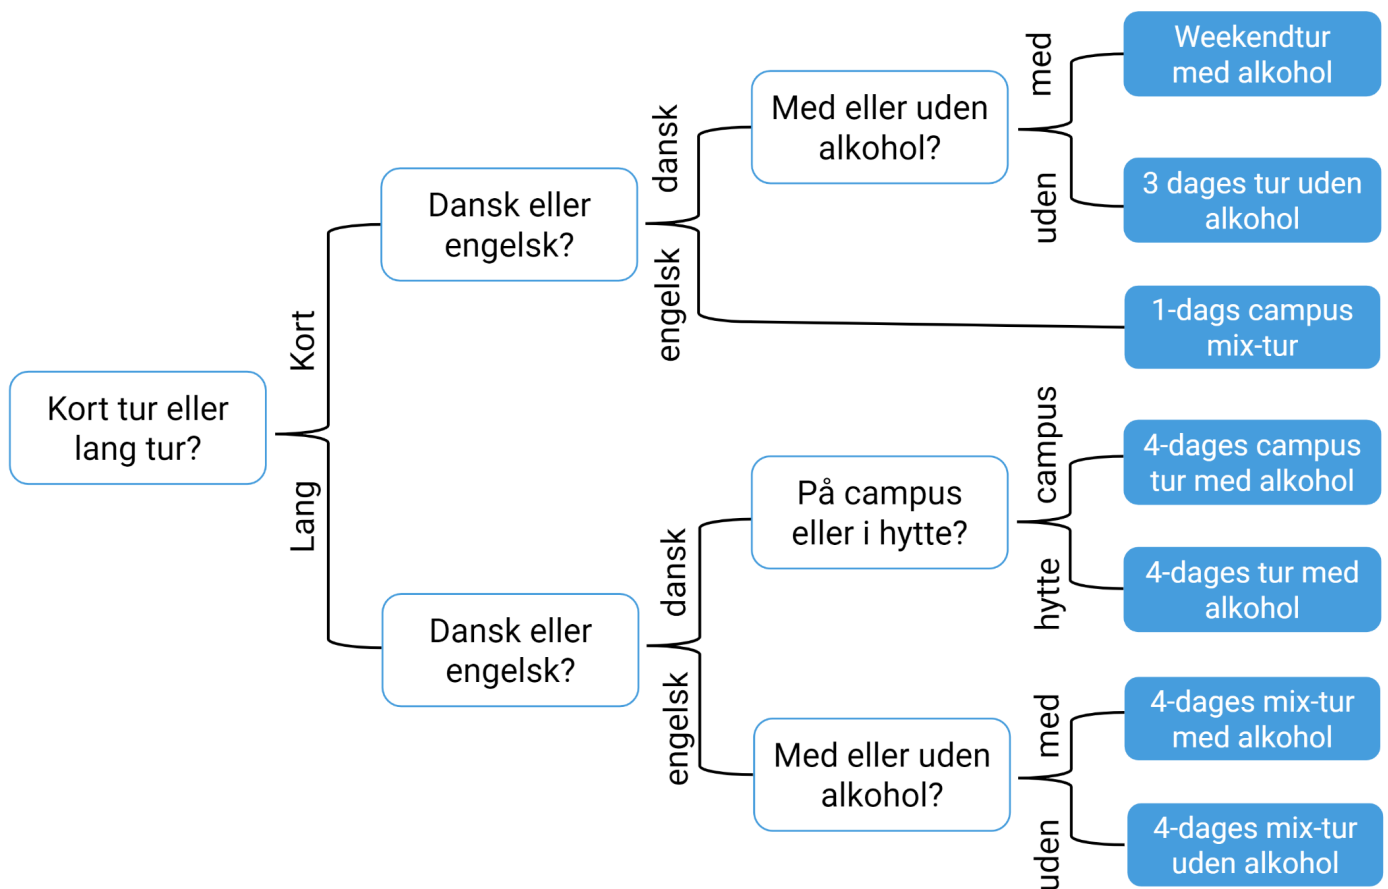 Kort tur eller
lang tur?
Kort
Lang
Dansk eller
engelsk?
dansk
engelsk
Med eller uden
alkohol?
med
uden
Weekendtur
med alkohol
3 dages tur uden
alkohol
1-dags campus
mix-tur
Dansk eller
engelsk?
dansk
engelsk
På campus
eller i hytte?
campus
hytte
4-dages campus
tur med alkohol
4-dages tur med
alkohol
Med eller uden
alkohol?
med
uden
4-dages mix-tur
med alkohol
4-dages mix-tur
uden alkohol